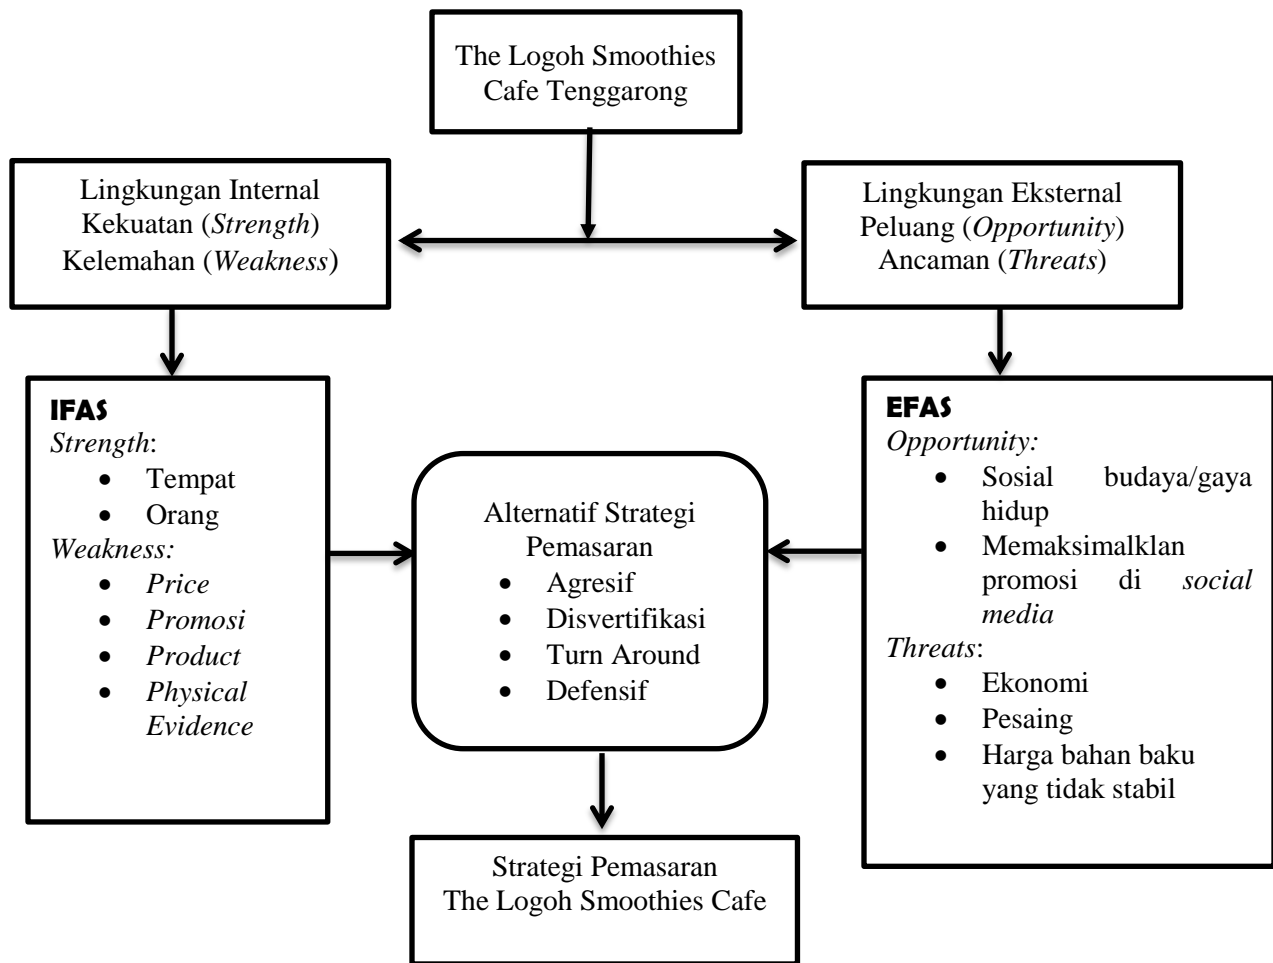 The Logoh Smoothies
Cafe Tenggarong
Lingkungan Internal
Kekuatan (Strength)
Kelemahan (Weakness)
Lingkungan Eksternal
Peluang (Opportunity)
Ancaman (Threats)
IFAS
Strength:
• Tempat
• Orang
Weakness:
• Price
• Promosi
• Product
• Physical
Evidence
Alternatif Strategi
Pemasaran
• Agresif
• Disvertifikasi
• Turn Around
• Defensif
EFAS
Opportunity:
• Sosial budaya/gaya
hidup
• Memaksimalklan
promosi di social
media
Threats:
• Ekonomi
• Pesaing
• Harga bahan baku
yang tidak stabil
Strategi Pemasaran
The Logoh Smoothies Cafe